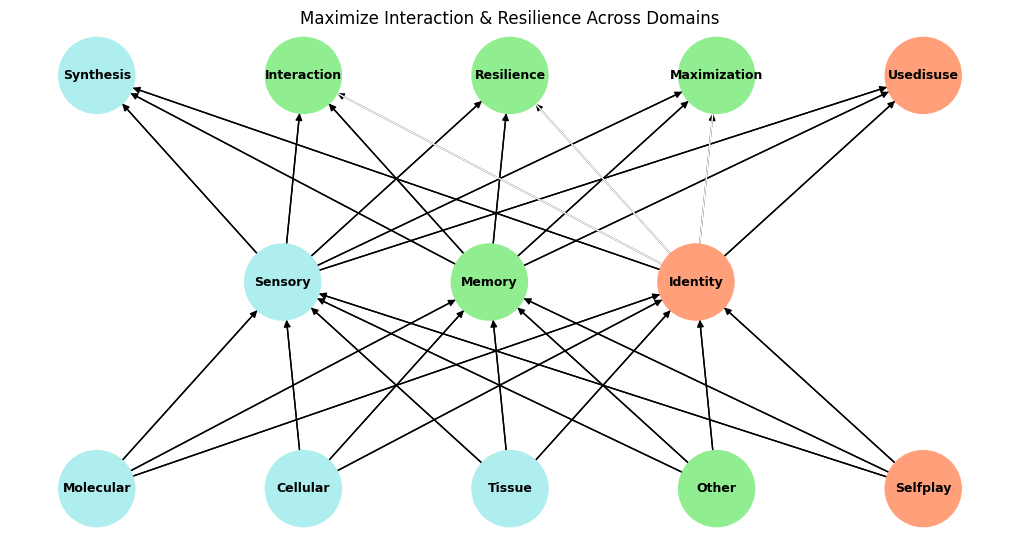 Maximize Interaction & Resilience Across Domains
Synthesis
Interaction
Resilience
Maximization
Usedisuse
Sensory
Memory
Identity
Molecular
Cellular
Tissue
Other
Selfplay